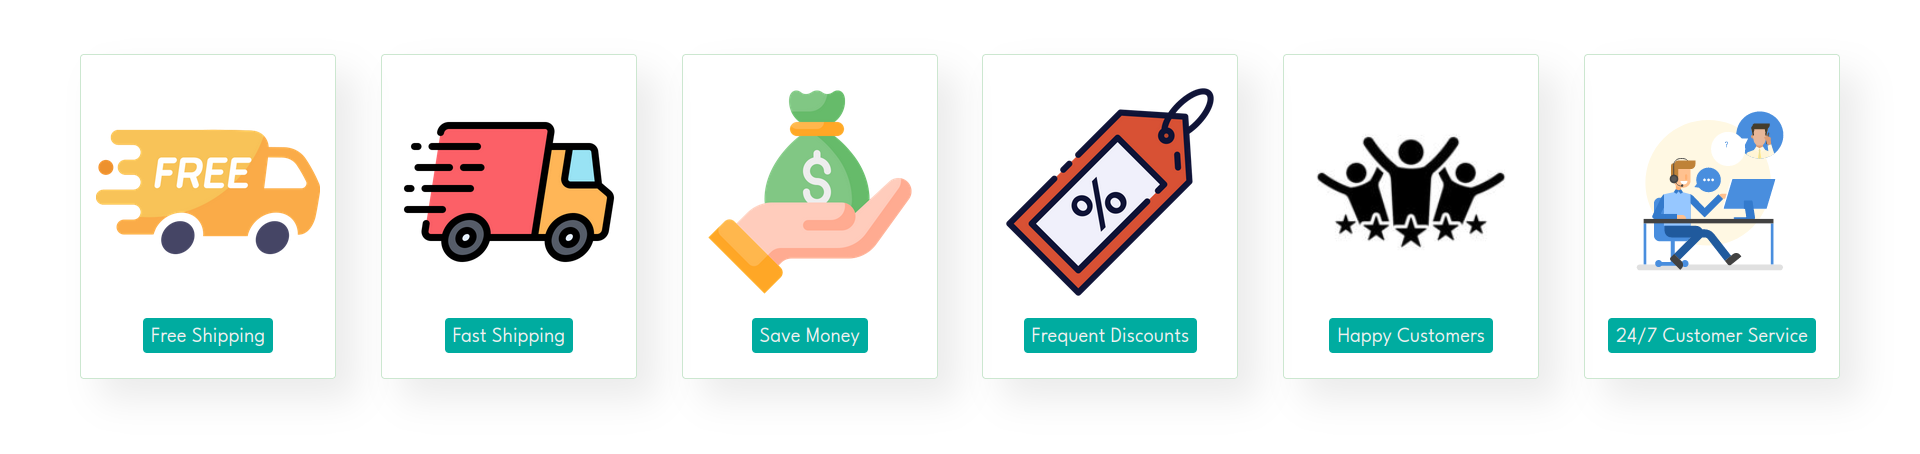 FREE
$
%
?
Free Shipping
Fast Shipping
Save Money
Frequent Discounts
Happy Customers
24/7 Customer Service